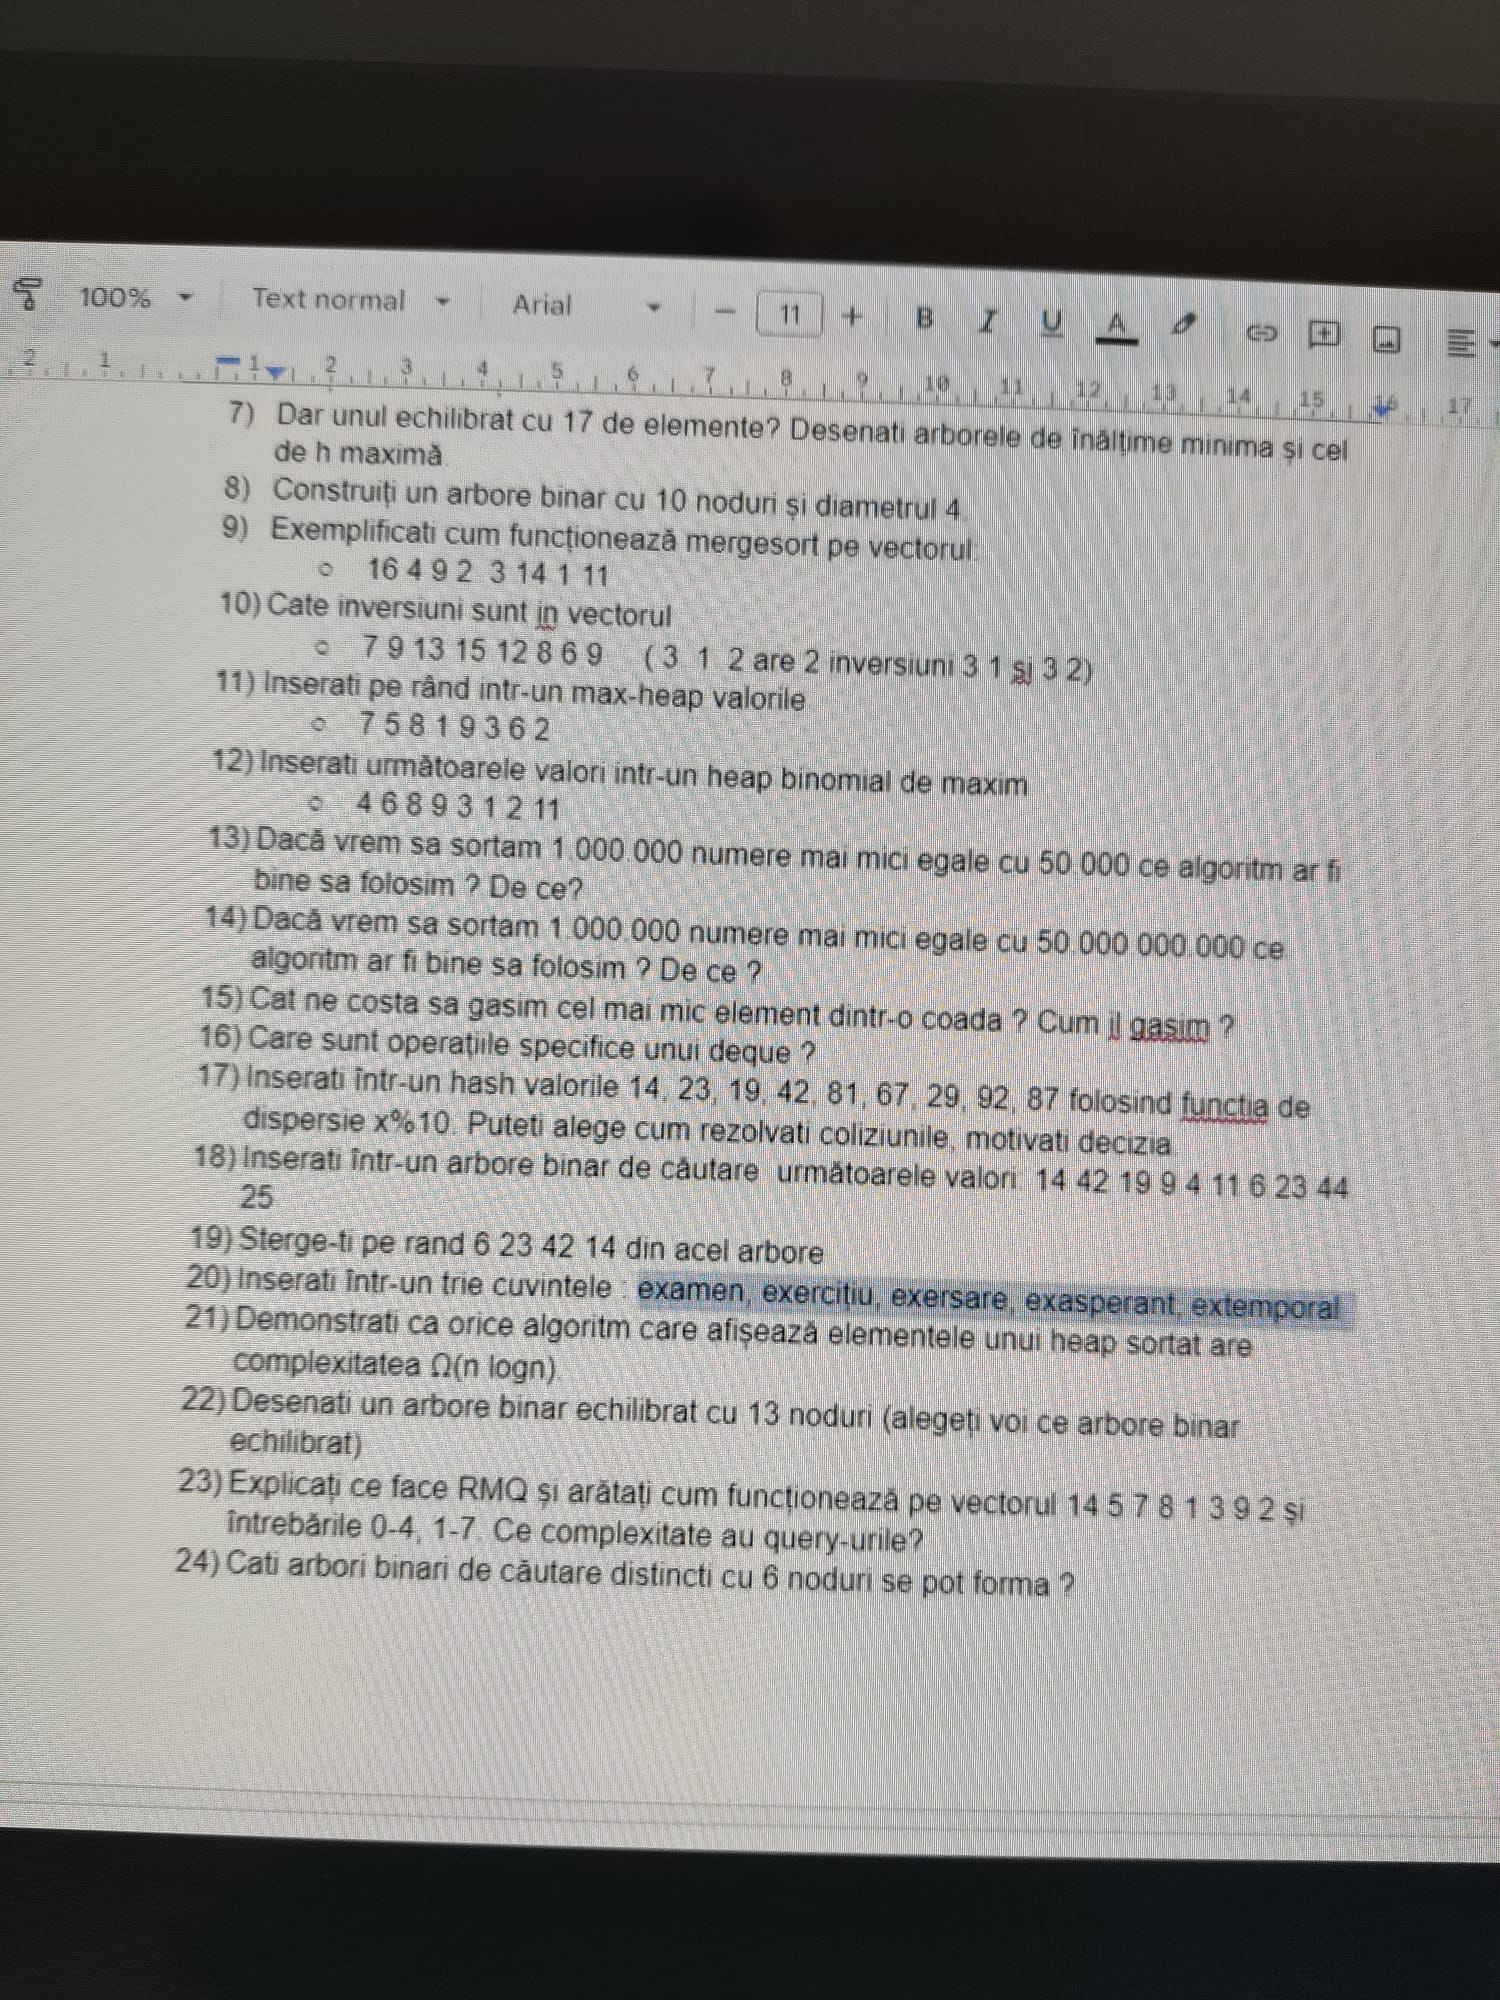 100% Text normal Arial − 11 + B I U A
2 1 1 2 3 4 5 6 7 8 9 10 11 12 13 14 15 16 17
7) Dar unul echilibrat cu 17 de elemente? Desenati arborele de înălțime minima și cel
de h maximă.
8) Construiți un arbore binar cu 10 noduri și diametrul 4.
9) Exemplificati cum funcționează mergesort pe vectorul:
○ 16 4 9 2 3 14 1 11
10) Cate inversiuni sunt in vectorul
○ 7 9 13 15 12 8 6 9 ( 3 1 2 are 2 inversiuni 3 1 si 3 2)
11) Inserati pe rând intr-un max-heap valorile
○ 7 5 8 1 9 3 6 2
12) Inserati următoarele valori intr-un heap binomial de maxim
○ 4 6 8 9 3 1 2 11
13) Dacă vrem sa sortam 1.000.000 numere mai mici egale cu 50.000 ce algoritm ar fi
bine sa folosim ? De ce?
14) Dacă vrem sa sortam 1.000.000 numere mai mici egale cu 50.000.000.000 ce
algoritm ar fi bine sa folosim ? De ce ?
15) Cat ne costa sa gasim cel mai mic element dintr-o coada ? Cum il gasim ?
16) Care sunt operațiile specifice unui deque ?
17) Inserati într-un hash valorile 14, 23, 19, 42, 81, 67, 29, 92, 87 folosind functia de
dispersie x%10. Puteti alege cum rezolvati coliziunile, motivati decizia.
18) Inserati într-un arbore binar de căutare următoarele valori: 14 42 19 9 4 11 6 23 44
25
19) Sterge-ti pe rand 6 23 42 14 din acel arbore
20) Inserati într-un trie cuvintele : examen, exercițiu, exersare, exasperant, extemporal
21) Demonstrati ca orice algoritm care afișează elementele unui heap sortat are
complexitatea Ω(n logn).
22) Desenati un arbore binar echilibrat cu 13 noduri (alegeți voi ce arbore binar
echilibrat)
23) Explicați ce face RMQ și arătați cum funcționează pe vectorul 14 5 7 8 1 3 9 2 și
întrebările 0-4, 1-7. Ce complexitate au query-urile?
24) Cati arbori binari de căutare distincti cu 6 noduri se pot forma ?